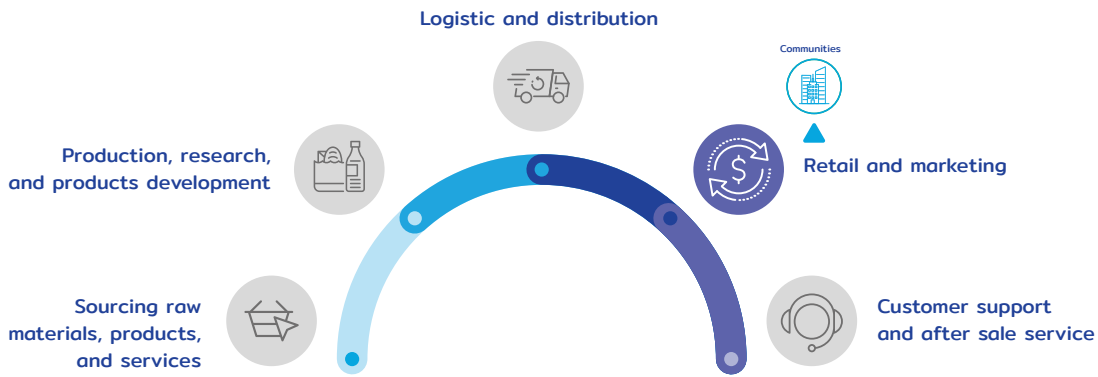 Logistic and distribution
Communities
Production, research,
and products development
Retail and marketing
Sourcing raw
materials, products,
and services
Customer support
and after sale service